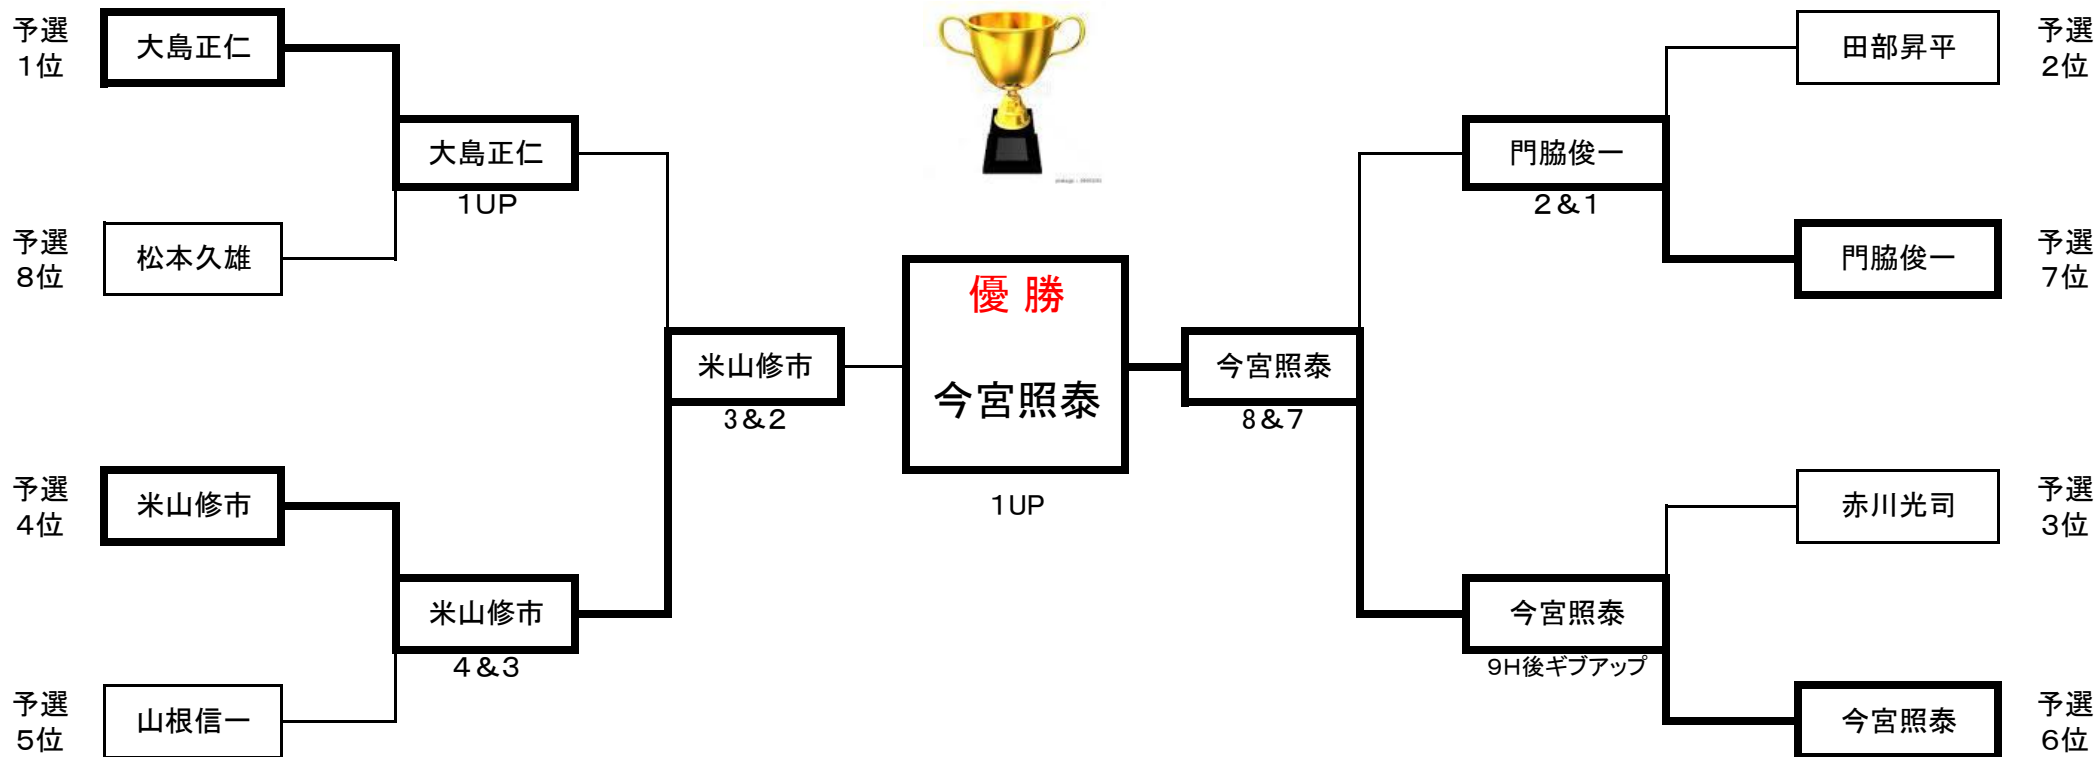 予選
1位
大島正仁
大島正仁
1UP
予選
8位
松本久雄
米山修市
3&2
予選
4位
米山修市
米山修市
4&3
予選
5位
山根信一
優 勝
今宮照泰
1UP
田部昇平
予選
2位
門脇俊一
2&1
門脇俊一
予選
7位
今宮照泰
8&7
赤川光司
予選
3位
今宮照泰
9H後ギブアップ
今宮照泰
予選
6位